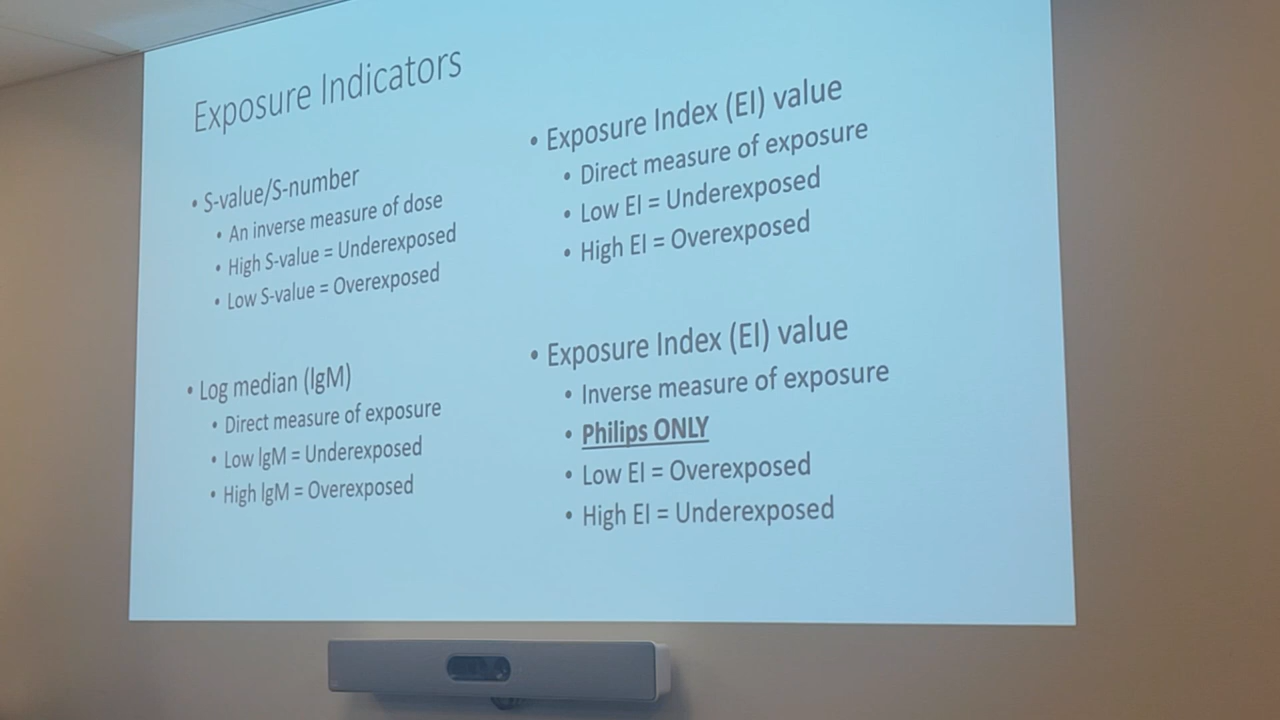 Exposure Indicators
• S-value/S-number
• An inverse measure of dose
• High S-value = Underexposed
• Low S-value = Overexposed
• Log median (lgM)
• Direct measure of exposure
• Low lgM = Underexposed
• High lgM = Overexposed
• Exposure Index (EI) value
• Direct measure of exposure
• Low EI = Underexposed
• High EI = Overexposed
• Exposure Index (EI) value
• Inverse measure of exposure
• Philips ONLY
• Low EI = Overexposed
• High EI = Underexposed